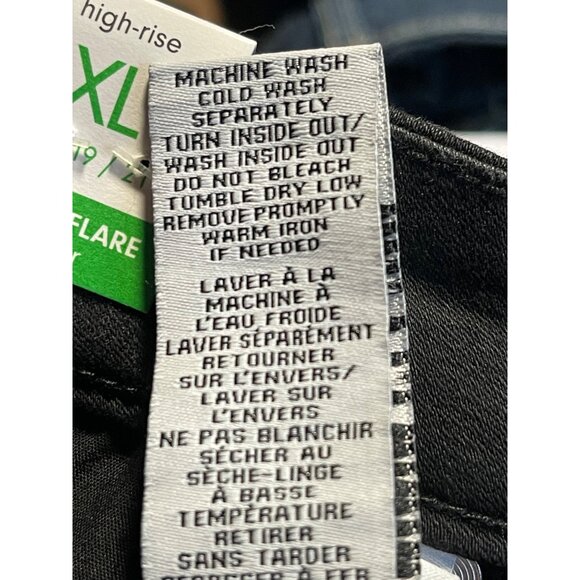 high-rise
XL
FLARE
MACHINE WASH
COLD WASH
SEPARATELY
TURN INSIDE OUT/
WASH INSIDE OUT
DO NOT BLEACH
TUMBLE DRY LOW
REMOVE PROMPTLY
WARM IRON
IF NEEDED
LAVER À LA
MACHINE À
L'EAU FROIDE
LAVER SÉPARÉMENT
RETOURNER
SUR L'ENVERS/
LAVER SUR
L'ENVERS
NE PAS BLANCHIR
SÉCHER AU
SÈCHE-LINGE
À BASSE
TEMPÉRATURE
RETIRER
SANS TARDER